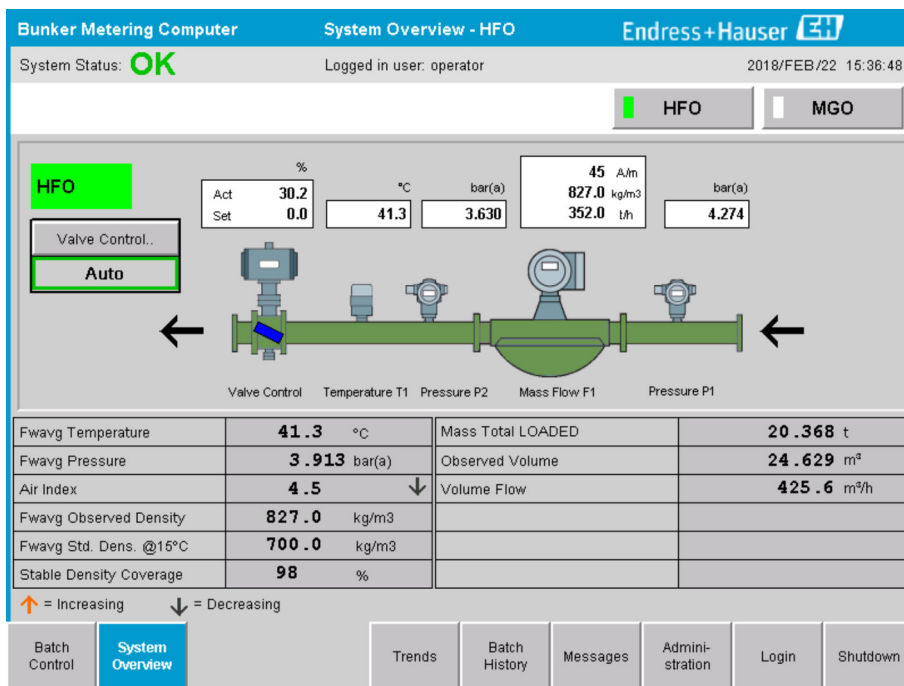 Bunker Metering Computer System Overview - HFO Endress+Hauser EH
System Status: OK Logged in user: operator 2018/FEB/22 15:36:48
HFO MGO
HFO
Valve Control..
Auto
%
Act 30.2
Set 0.0
°C
41.3
bar(a)
3.630
45 A/m
827.0 kg/m3
352.0 t/h
bar(a)
4.274
Valve Control Temperature T1 Pressure P2 Mass Flow F1 Pressure P1
Fwavg Temperature 41.3 °C Mass Total LOADED 20.368 t
Fwavg Pressure 3.913 bar(a) Observed Volume 24.629 m³
Air Index 4.5 ↓ Volume Flow 425.6 m³/h
Fwavg Observed Density 827.0 kg/m3
Fwavg Std. Dens. @15°C 700.0 kg/m3
Stable Density Coverage 98 %
↑ = Increasing ↓ = Decreasing
Batch Control System Overview Trends Batch History Messages Admini-stration Login Shutdown